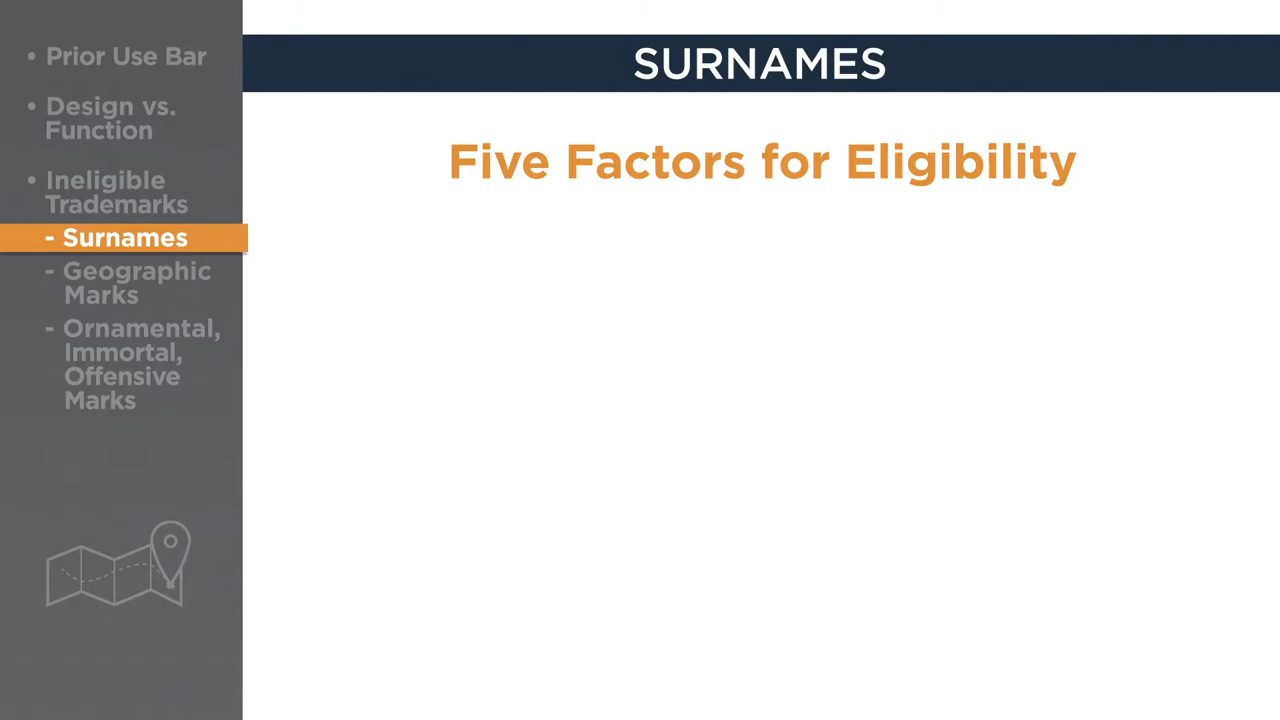 • Prior Use Bar
• Design vs.
Function
• Ineligible
Trademarks
- Surnames
- Geographic
Marks
- Ornamental,
Immortal,
Offensive
Marks
SURNAMES
Five Factors for Eligibility